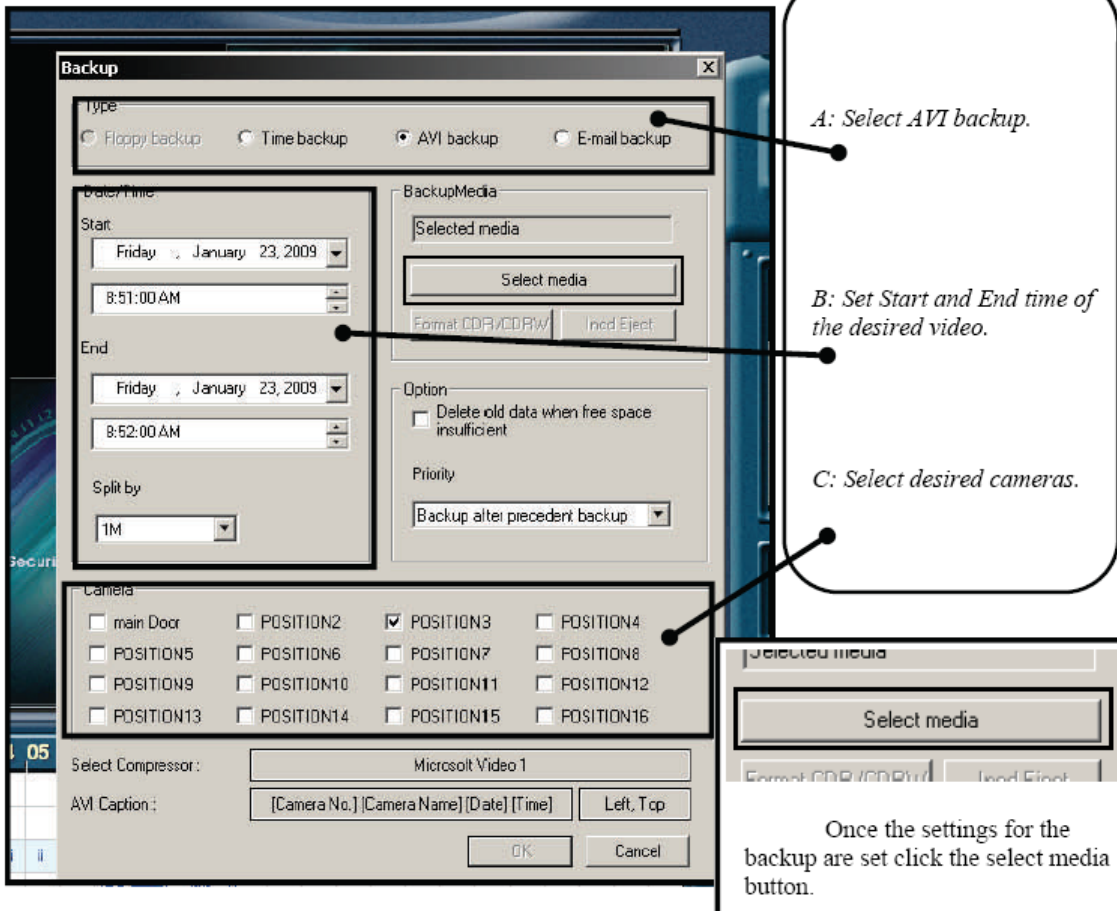 Backup
Type
Floppy backup
Time backup
AVI backup
E-mail backup
Date/Time
Start
Friday , January 23, 2009
8:51:00 AM
End
Friday , January 23, 2009
8:52:00 AM
Split by
1M
BackupMedia
Selected media
Select media
Format CDR/CDRW
Incd Eject
Option
Delete old data when free space
insufficient
Priority
Backup after precedent backup
Camera
main Door
POSITION2
POSITION3
POSITION4
POSITION5
POSITION6
POSITION7
POSITION8
POSITION9
POSITION10
POSITION11
POSITION12
POSITION13
POSITION14
POSITION15
POSITION16
Select Compressor :
Microsoft Video 1
AVI Caption :
[Camera No.] [Camera Name] [Date] [Time]
Left, Top
OK
Cancel
05
A: Select AVI backup.
B: Set Start and End time of
the desired video.
C: Select desired cameras.
Selected media
Select media
Format CDR/CDRW
Incd Eject
Once the settings for the
backup are set click the select media
button.